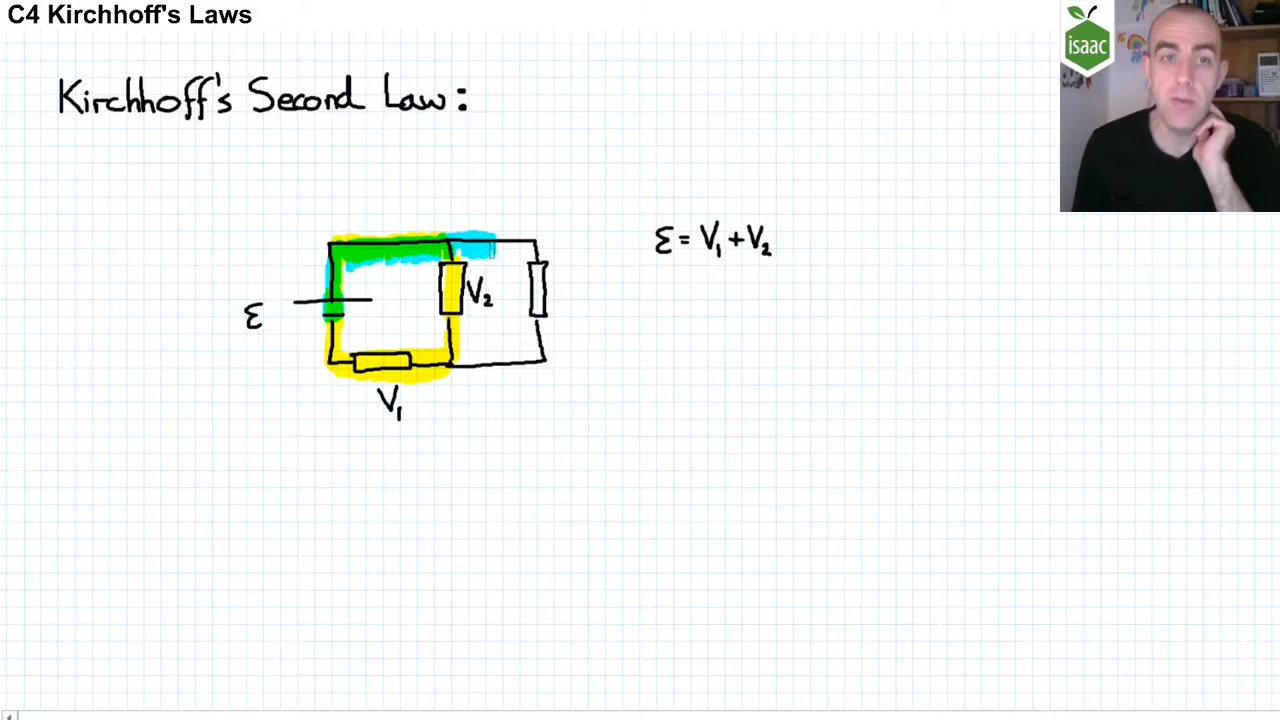 C4 Kirchhoff's Laws
isaac
Kirchhoff's Second Law:
ε = V₁ + V₂
V₂
ε
V₁